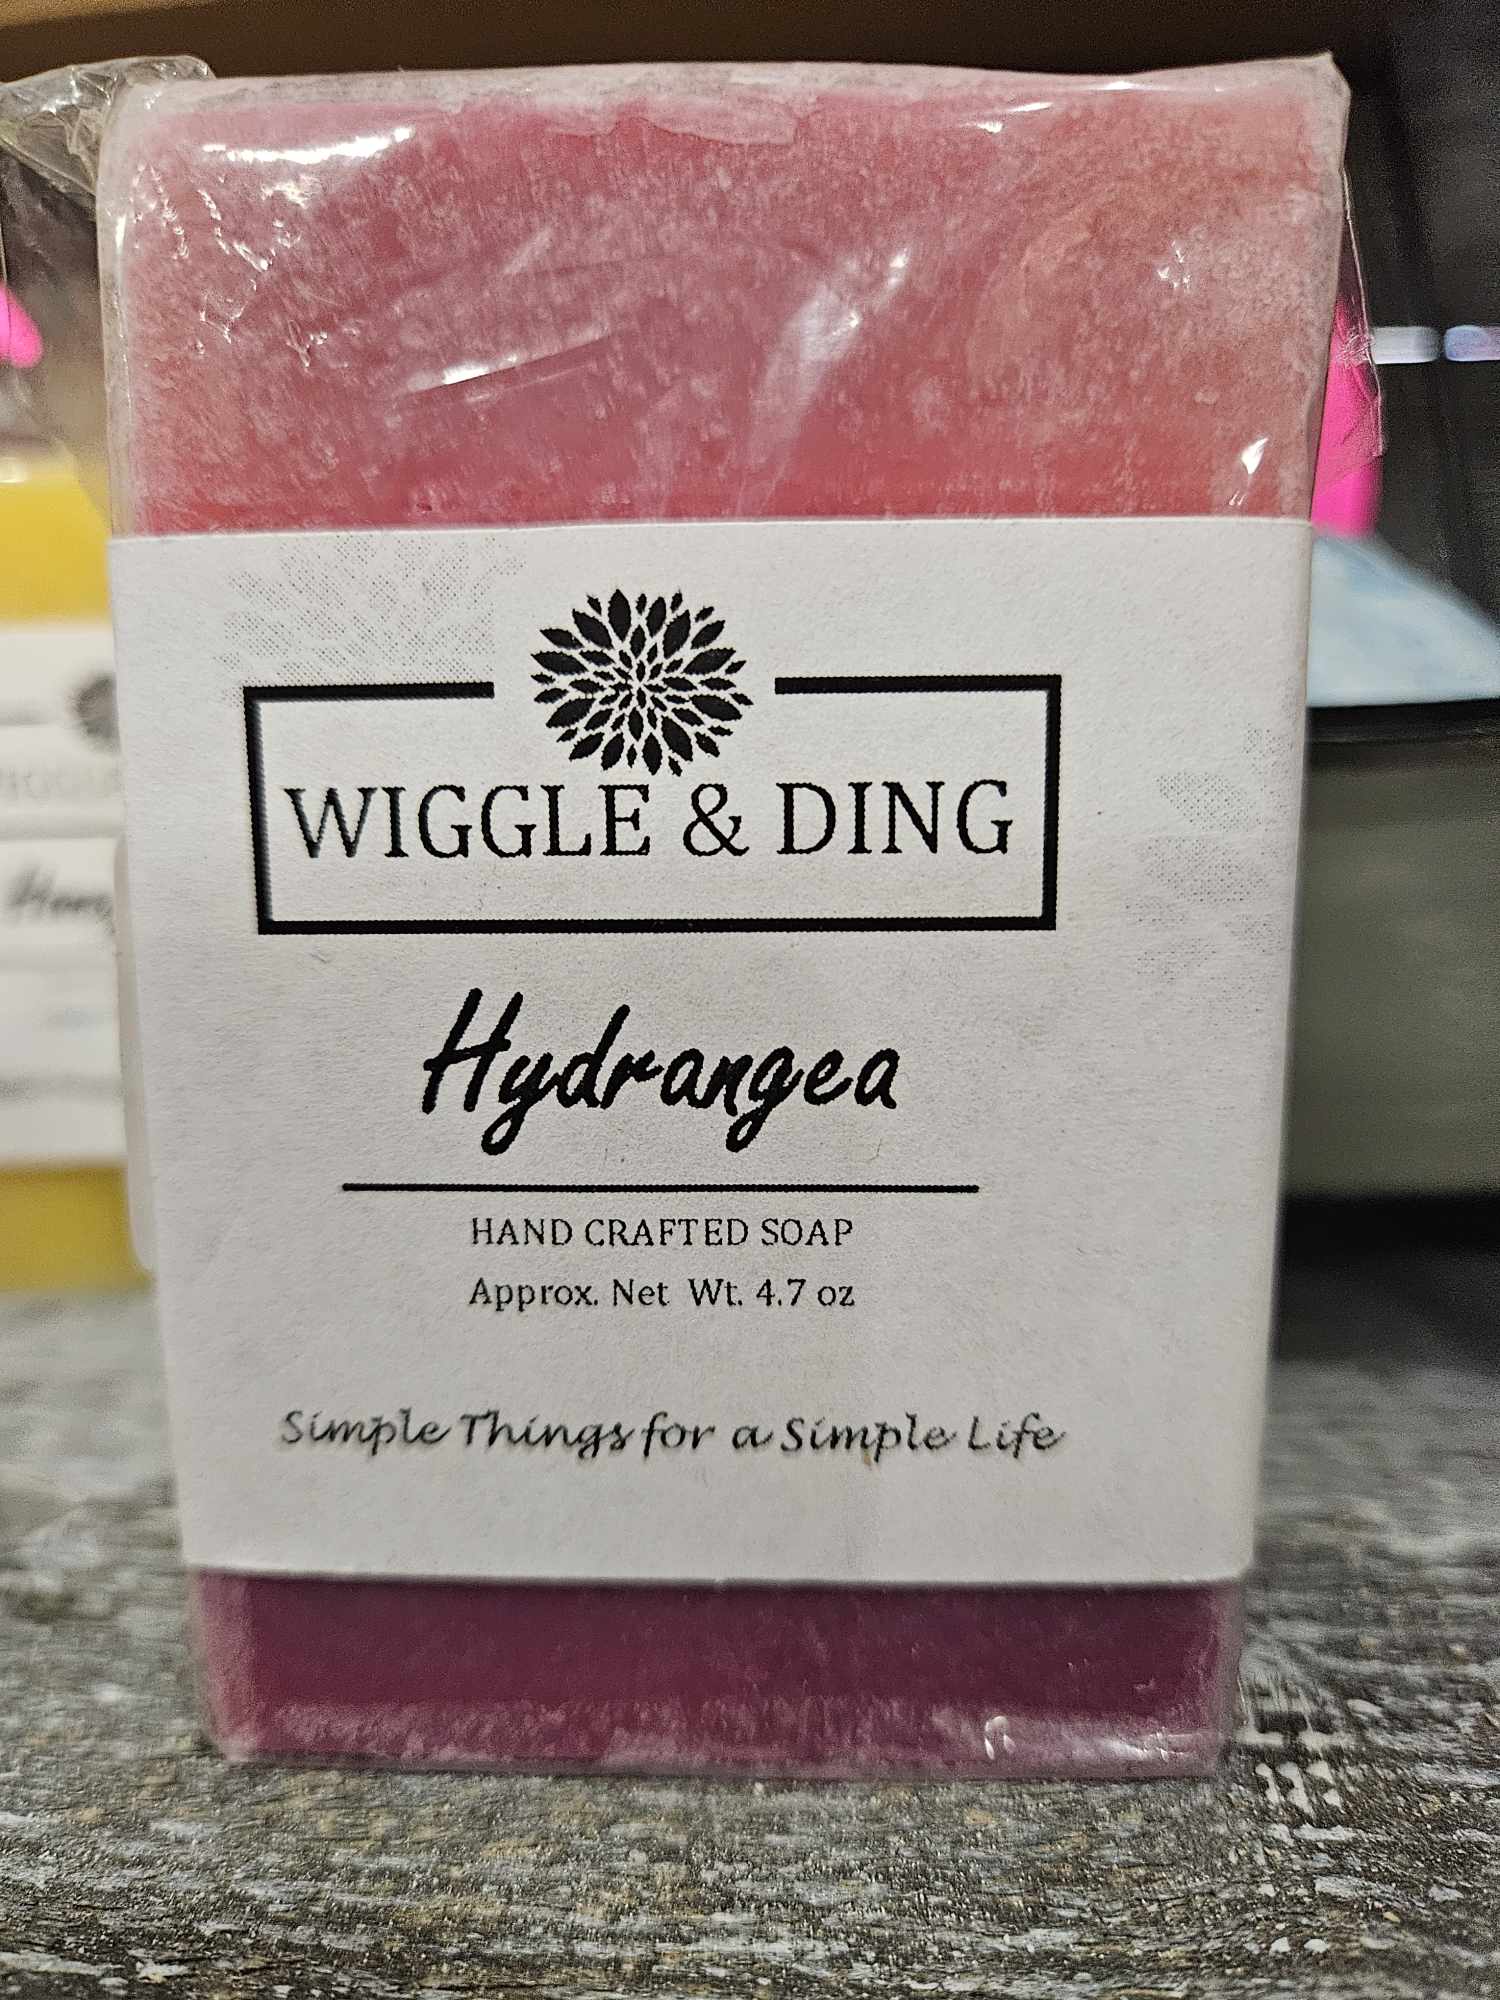 WIGGLE & DING
Hydrangea
HAND CRAFTED SOAP
Approx. Net Wt. 4.7 oz
Simple Things for a Simple Life